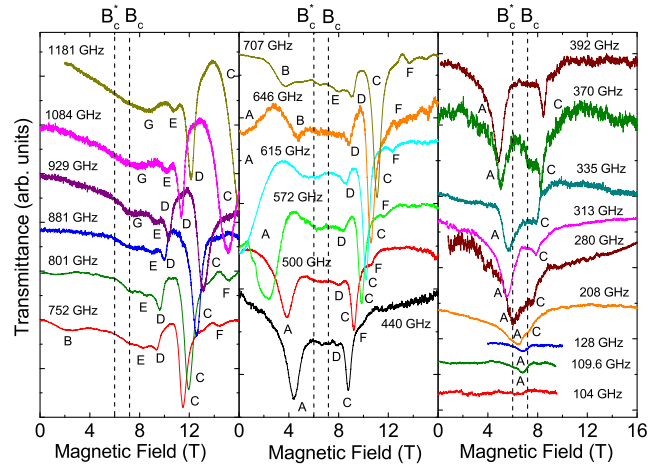 B*c Bc B*c Bc B*c Bc
Transmittance (arb. units)
1181 GHz
C
G
E
1084 GHz
D
G
E
929 GHz
D
C
G
E
881 GHz
D
E
D
C
801 GHz
F
E
D
C
752 GHz
F
B
E
D
C
0 4 8 12
Magnetic Field (T)
707 GHz
F
B
E
D
C
646 GHz
A
F
B
D
C
615 GHz
F
D
C
572 GHz
A
F
D
C
500 GHz
D
F
A
C
440 GHz
A
C
0 4 8 12
Magnetic Field (T)
392 GHz
A
C
370 GHz
A
C
335 GHz
A
C
313 GHz
A
C
280 GHz
A
C
208 GHz
A
128 GHz
A
109.6 GHz
A
104 GHz
0 4 8 12 16
Magnetic Field (T)